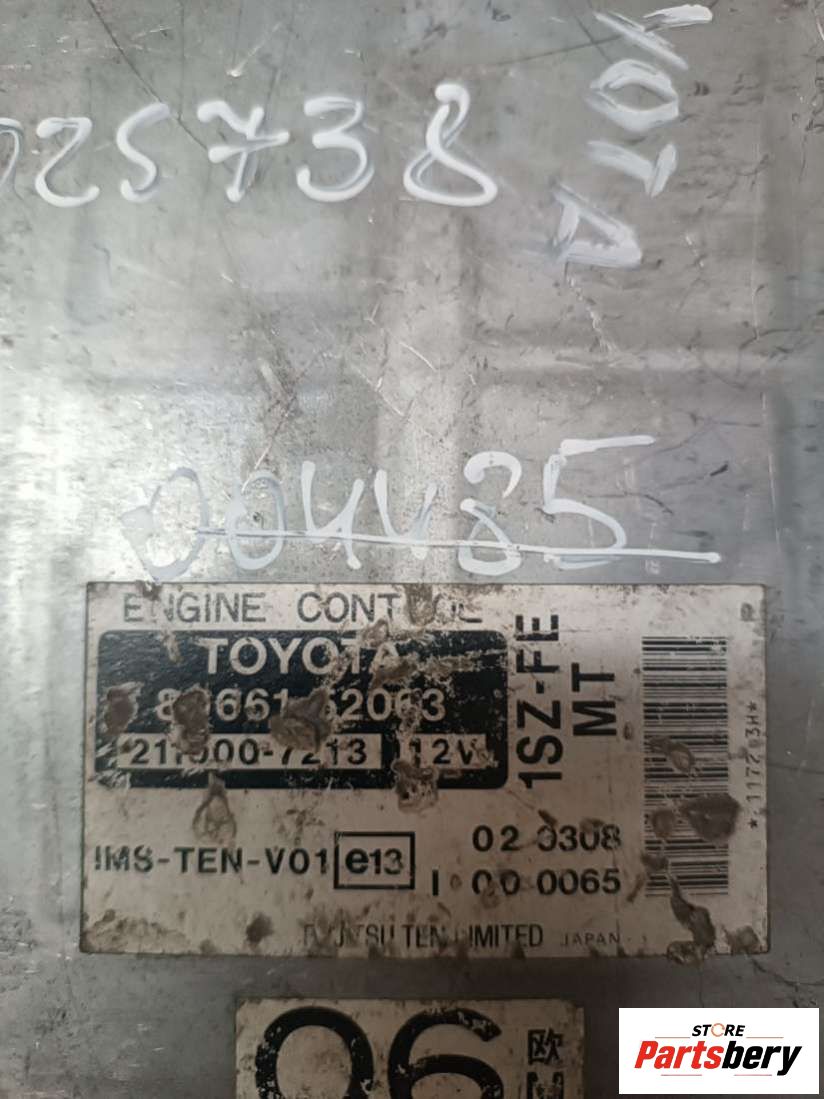 025738
004485
ENGINE CONTROL
TOYOTA
89661-52063
211000-7213 12V
1SZ-FE
MT
IMS-TEN-V01 e13
02 0308
00 0065
FUJITSU TEN LIMITED JAPAN
06
欧
STORE
Partsbery